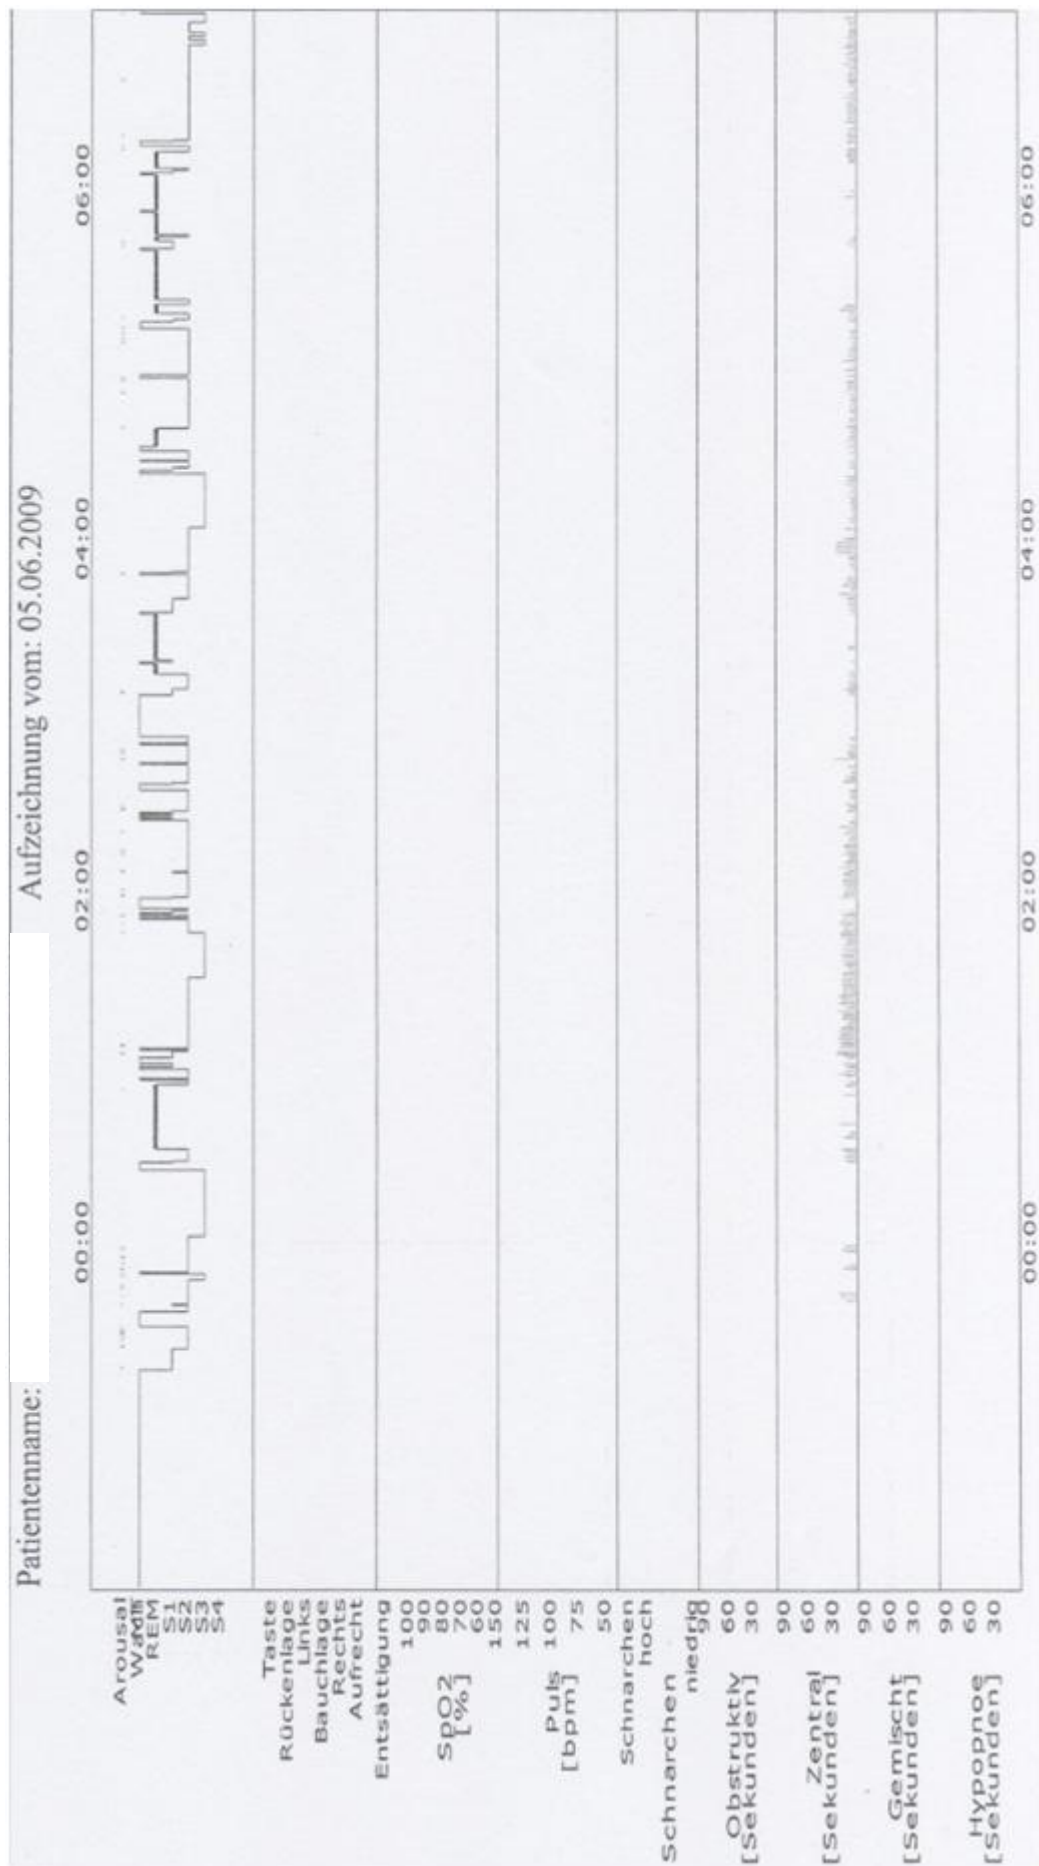 Patientenname:
Aufzeichnung vom: 05.06.2009
00:00
02:00
04:00
06:00
Arousal
REM
S1
S2
S3
S4
Taste
Rückenlage
Links
Bauchlage
Rechts
Aufrecht
Entsättigung
100
90
80
70
60
SpO2
[%]
150
125
100
75
50
Puls
[bpm]
Schnarchen
hoch
Schnarchen
niedrig
90
60
30
Obstruktiv
[Sekunden]
90
60
30
Zentral
[Sekunden]
90
60
30
Gemischt
[Sekunden]
90
60
30
Hypopnoe
[Sekunden]
00:00
02:00
04:00
06:00